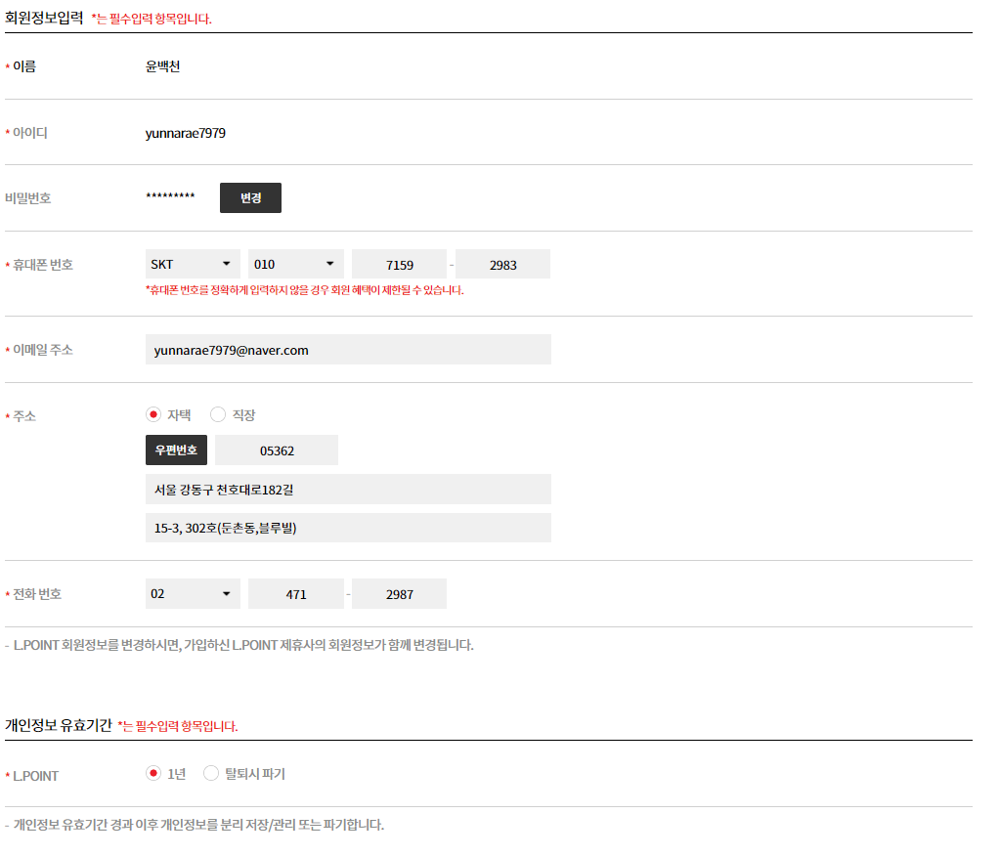 회원정보입력 *는 필수입력 항목입니다.
* 이름 윤백천
* 아이디 yunnarae7979
비밀번호 ********* 변경
* 휴대폰 번호 SKT 010 7159 - 2983
*휴대폰 번호를 정확하게 입력하지 않을 경우 회원 혜택이 제한될 수 있습니다.
* 이메일 주소 yunnarae7979@naver.com
* 주소 자택 직장
우편번호 05362
서울 강동구 천호대로182길
15-3, 302호(둔촌동,블루빌)
* 전화 번호 02 471 - 2987
- L.POINT 회원정보를 변경하시면, 가입하신 L.POINT 제휴사의 회원정보가 함께 변경됩니다.
개인정보 유효기간 *는 필수입력 항목입니다.
* L.POINT 1년 탈퇴시 파기
- 개인정보 유효기간 경과 이후 개인정보를 분리 저장/관리 또는 파기합니다.